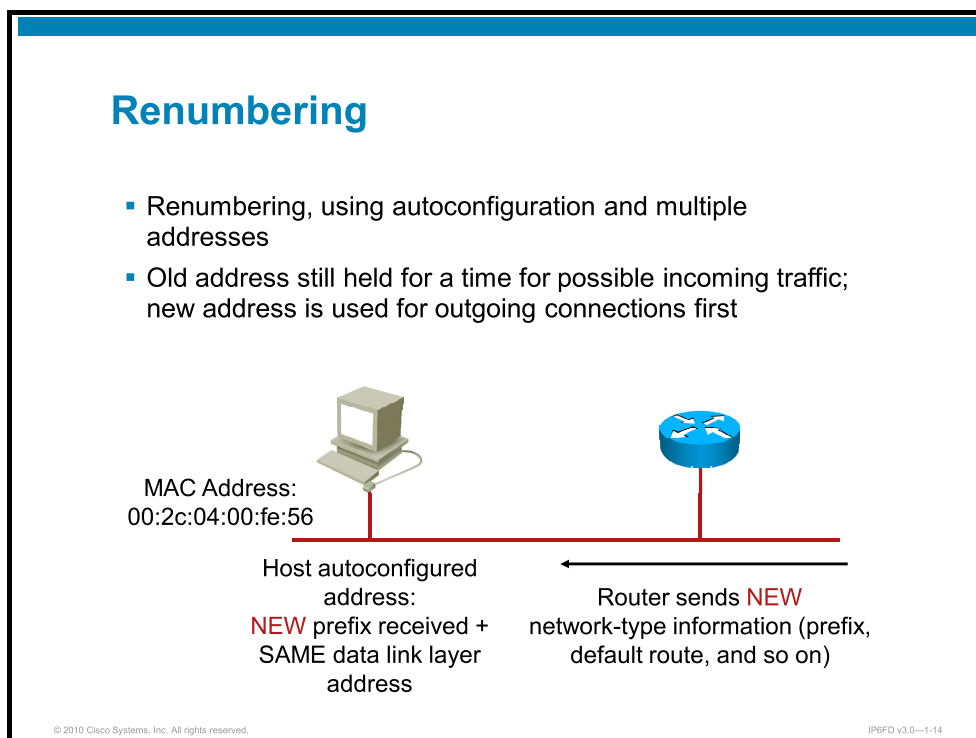 Renumbering
Renumbering, using autoconfiguration and multiple
addresses
Old address still held for a time for possible incoming traffic;
new address is used for outgoing connections first
MAC Address:
00:2c:04:00:fe:56
Host autoconfigured
address:
NEW prefix received +
SAME data link layer
address
Router sends NEW
network-type information (prefix,
default route, and so on)
© 2010 Cisco Systems, Inc. All rights reserved.
IP6FD v3.0—1-14